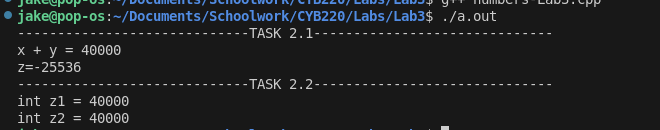 jake@pop-os:~/Documents/Schoolwork/CYB220/Labs/Lab3$ g++ numbers-Lab3.cpp
jake@pop-os:~/Documents/Schoolwork/CYB220/Labs/Lab3$ ./a.out
----------------------------TASK 2.1-----------------------------
x + y = 40000
z=-25536
----------------------------TASK 2.2-----------------------------
int z1 = 40000
int z2 = 40000